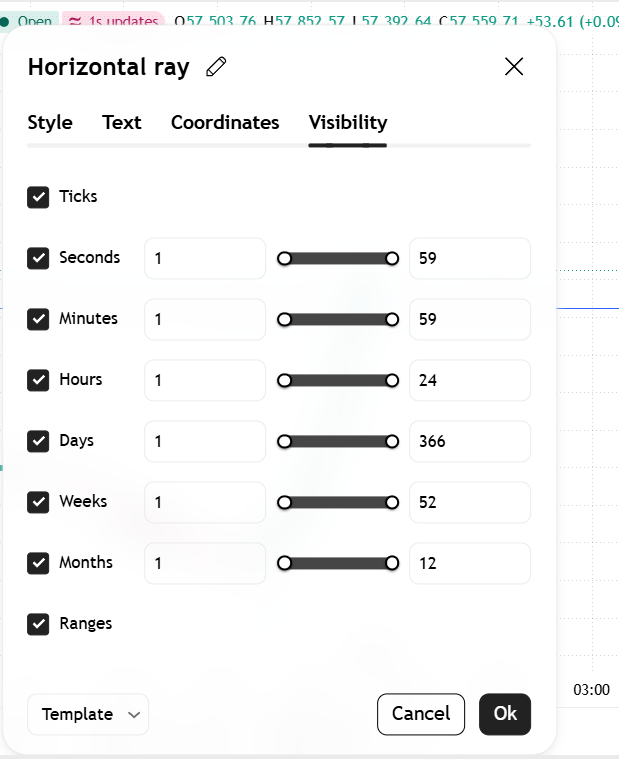 Open 1s updates O57 503.76 H57 852.57 L57 392.64 C57 559.71 +53.61 (+0.09
Horizontal ray
Style Text Coordinates Visibility
Ticks
Seconds 1 59
Minutes 1 59
Hours 1 24
Days 1 366
Weeks 1 52
Months 1 12
Ranges
03:00
Template Cancel Ok